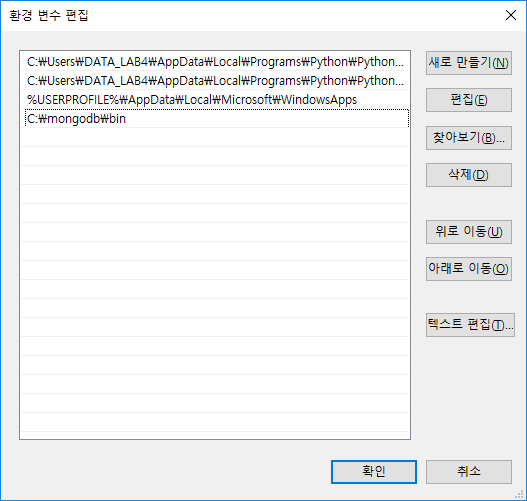 환경 변수 편집
C:₩Users₩DATA_LAB4₩AppData₩Local₩Programs₩Python₩Python...
C:₩Users₩DATA_LAB4₩AppData₩Local₩Programs₩Python₩Python...
%USERPROFILE%₩AppData₩Local₩Microsoft₩WindowsApps
C:₩mongodb₩bin
새로 만들기(N)
편집(E)
찾아보기(B)...
삭제(D)
위로 이동(U)
아래로 이동(O)
텍스트 편집(T)...
확인
취소